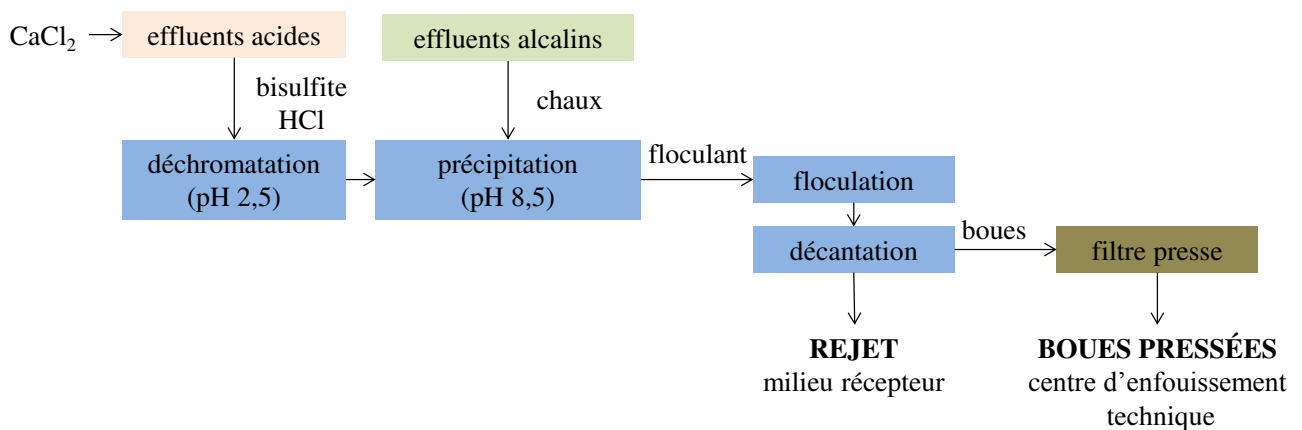 CaCl₂
effluents acides
effluents alcalins
bisulfite
HCl
chaux
déchromatation
(pH 2,5)
précipitation
(pH 8,5)
floculant
floculation
décantation
boues
filtre presse
REJET
milieu récepteur
BOUES PRESSÉES
centre d’enfouissement
technique